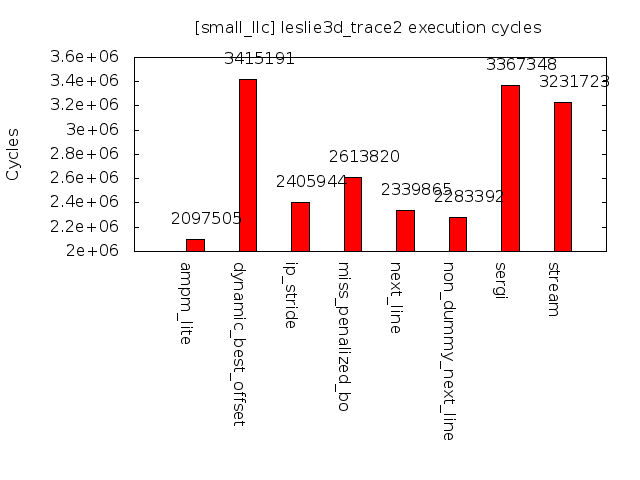 [small_llc] leslie3d_trace2 execution cycles
Cycles
3.6e+06
3.4e+06
3.2e+06
3e+06
2.8e+06
2.6e+06
2.4e+06
2.2e+06
2e+06
2097505
3415191
2405944
2613820
2339865
2283392
3367348
3231723
ampm_lite
dynamic_best_offset
ip_stride
miss_penalized_bo
next_line
non_dummy_next_line
sergi
stream